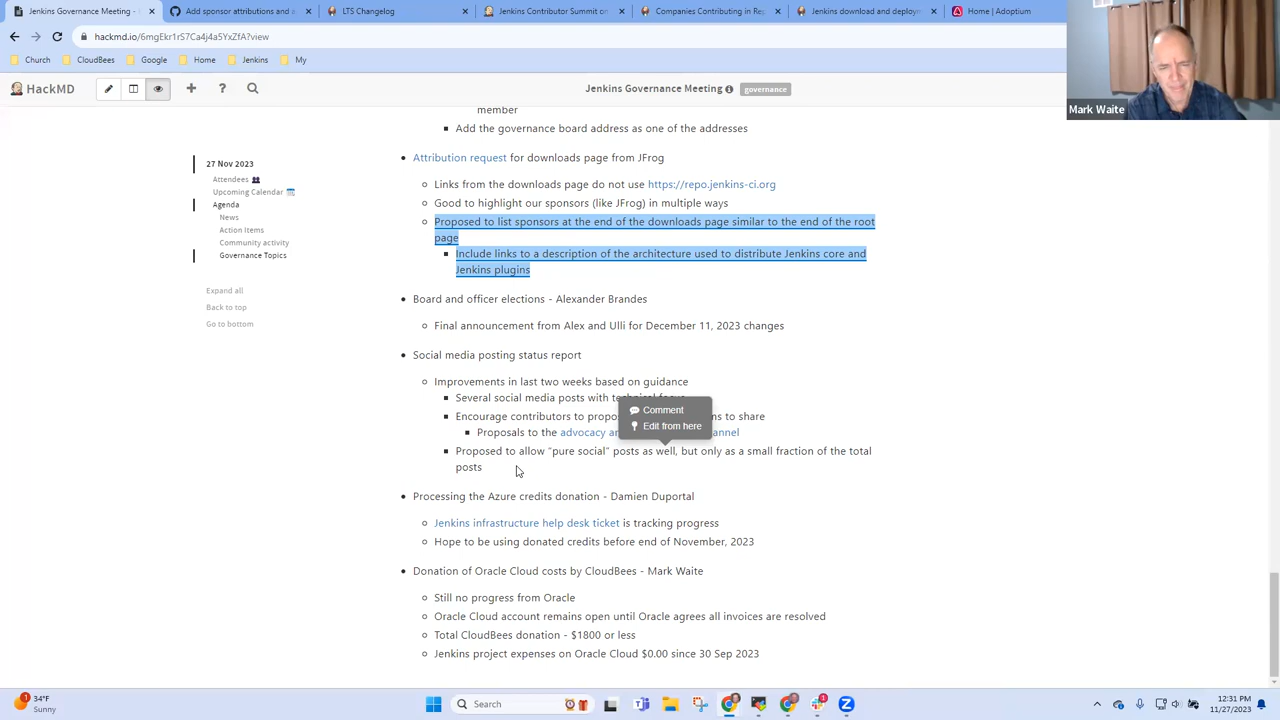 Jenkins Governance Meeting -
Add sponsor attributions and
LTS Changelog
Jenkins Contributor Summit on
Companies Contributing in Re
Jenkins download and deploym
Home | Adoptium
hackmd.io/6mgEkr1rS7Ca4j4a5YxZfA?view
Church
CloudBees
Google
Home
Jenkins
My
HackMD
Jenkins Governance Meeting
governance
Mark Waite
member
Add the governance board address as one of the addresses
27 Nov 2023
Attendees
Upcoming Calendar
Agenda
News
Action Items
Community activity
Governance Topics
Expand all
Back to top
Go to bottom
Attribution request for downloads page from JFrog
Links from the downloads page do not use https://repo.jenkins-ci.org
Good to highlight our sponsors (like JFrog) in multiple ways
Proposed to list sponsors at the end of the downloads page similar to the end of the root
page
Include links to a description of the architecture used to distribute Jenkins core and
Jenkins plugins
Board and officer elections - Alexander Brandes
Final announcement from Alex and Ulli for December 11, 2023 changes
Social media posting status report
Improvements in last two weeks based on guidance
Several social media posts with technical focus
Encourage contributors to propo ns to share
Proposals to the advocacy an annel
Comment
Edit from here
Proposed to allow "pure social" posts as well, but only as a small fraction of the total
posts
Processing the Azure credits donation - Damien Duportal
Jenkins infrastructure help desk ticket is tracking progress
Hope to be using donated credits before end of November, 2023
Donation of Oracle Cloud costs by CloudBees - Mark Waite
Still no progress from Oracle
Oracle Cloud account remains open until Oracle agrees all invoices are resolved
Total CloudBees donation - $1800 or less
Jenkins project expenses on Oracle Cloud $0.00 since 30 Sep 2023
1
34°F
Sunny
Search
12:31 PM
11/27/2023